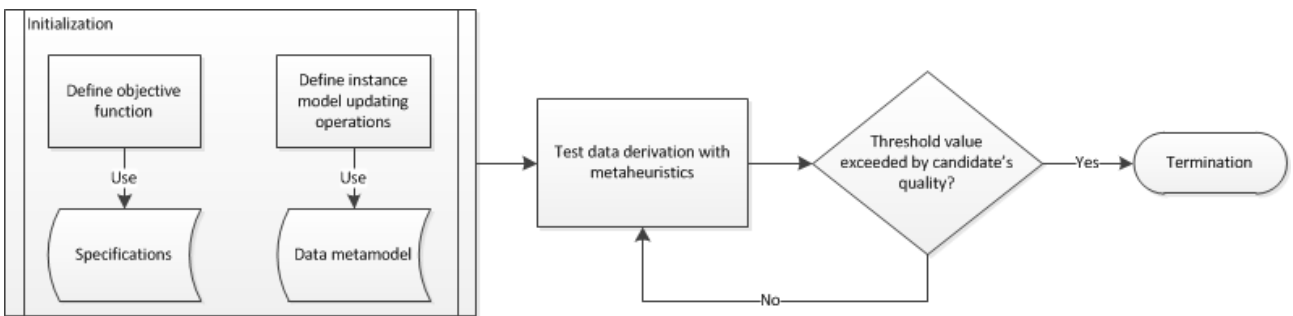 Initialization
Define objective
function
Define instance
model updating
operations
Use
Use
Specifications
Data metamodel
Test data derivation with
metaheuristics
Threshold value
exceeded by candidate's
quality?
Yes
Termination
No